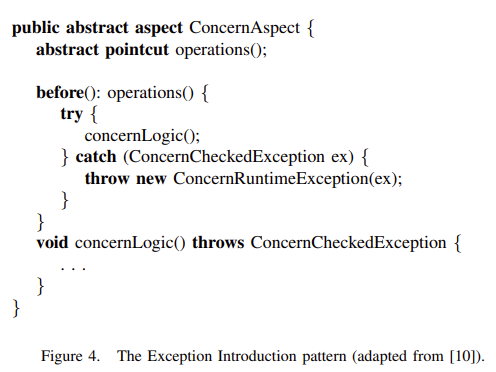 public abstract aspect ConcernAspect {
abstract pointcut operations();
before(): operations() {
try {
concernLogic();
} catch (ConcernCheckedException ex) {
throw new ConcernRuntimeException(ex);
}
}
void concernLogic() throws ConcernCheckedException {
. . .
}
}
Figure 4. The Exception Introduction pattern (adapted from [10]).